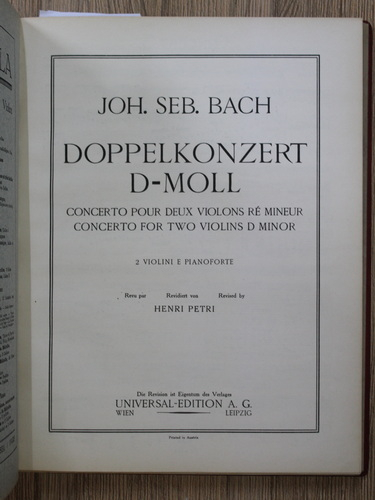 JOH. SEB. BACH
DOPPELKONZERT
D-MOLL
CONCERTO POUR DEUX VIOLONS RÉ MINEUR
CONCERTO FOR TWO VIOLINS D MINOR
2 VIOLINI E PIANOFORTE
Revu par Revidiert von Revised by
HENRI PETRI
Die Revision ist Eigentum des Verlages
UNIVERSAL-EDITION A. G.
WIEN LEIPZIG
Printed in Austria